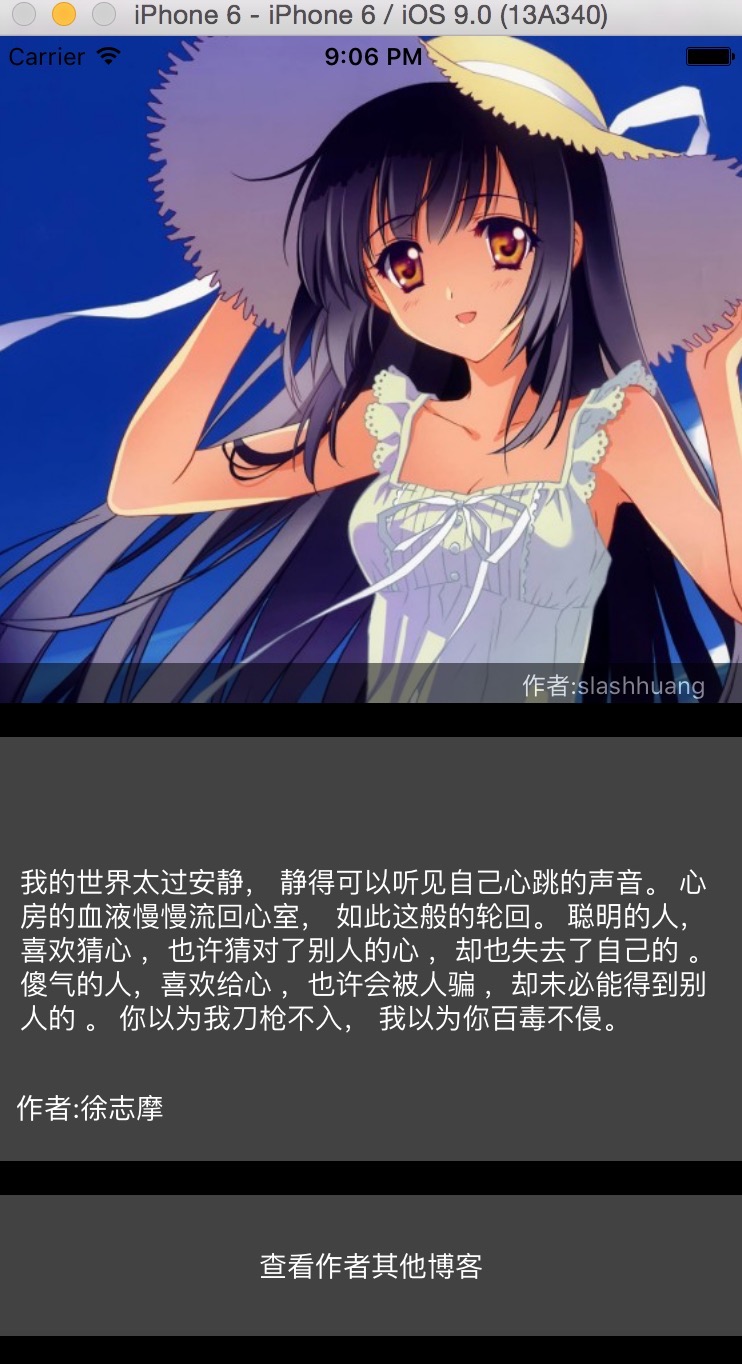 iPhone 6 - iPhone 6 / iOS 9.0 (13A340)
Carrier 9:06 PM
作者:slashhuang
我的世界太过安静， 静得可以听见自己心跳的声音。 心
房的血液慢慢流回心室， 如此这般的轮回。 聪明的人，
喜欢猜心 ，也许猜对了别人的心 ，却也失去了自己的 。
傻气的人，喜欢给心 ，也许会被人骗 ，却未必能得到别
人的 。 你以为我刀枪不入， 我以为你百毒不侵。
作者:徐志摩
查看作者其他博客